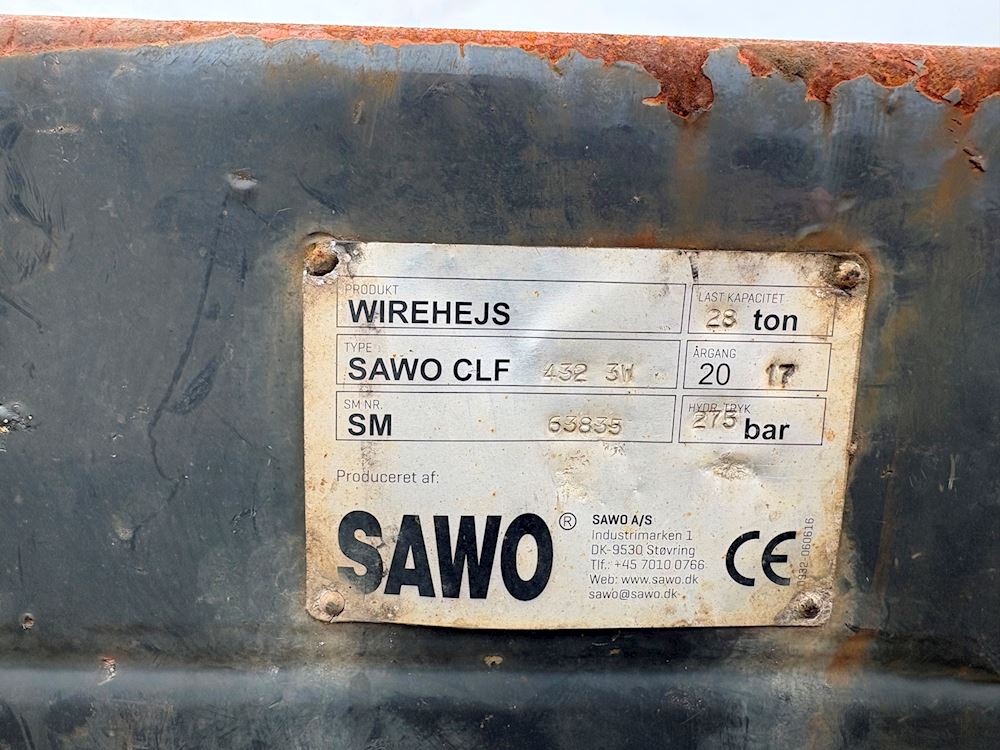 PRODUKT
WIREHEJS
LAST KAPACITET
28 ton
TYPE
SAWO CLF 432 3W
ÅRGANG
20 17
SM NR.
SM 63835
HYDR. TRYK
275 bar
Produceret af:
SAWO®
SAWO A/S
Industrimarken 1
DK-9530 Støvring
Tlf.: +45 7010 0766
Web: www.sawo.dk
sawo@sawo.dk
CE
0932-060616